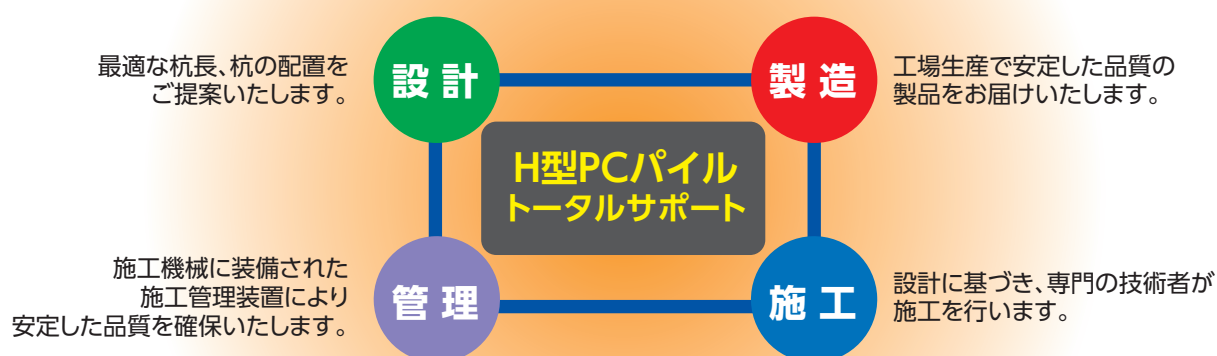 最適な杭長、杭の配置を
ご提案いたします。
設計
製造
工場生産で安定した品質の
製品をお届けいたします。
H型PCパイル
トータルサポート
施工機械に装備された
施工管理装置により
安定した品質を確保いたします。
管理
施工
設計に基づき、専門の技術者が
施工を行います。